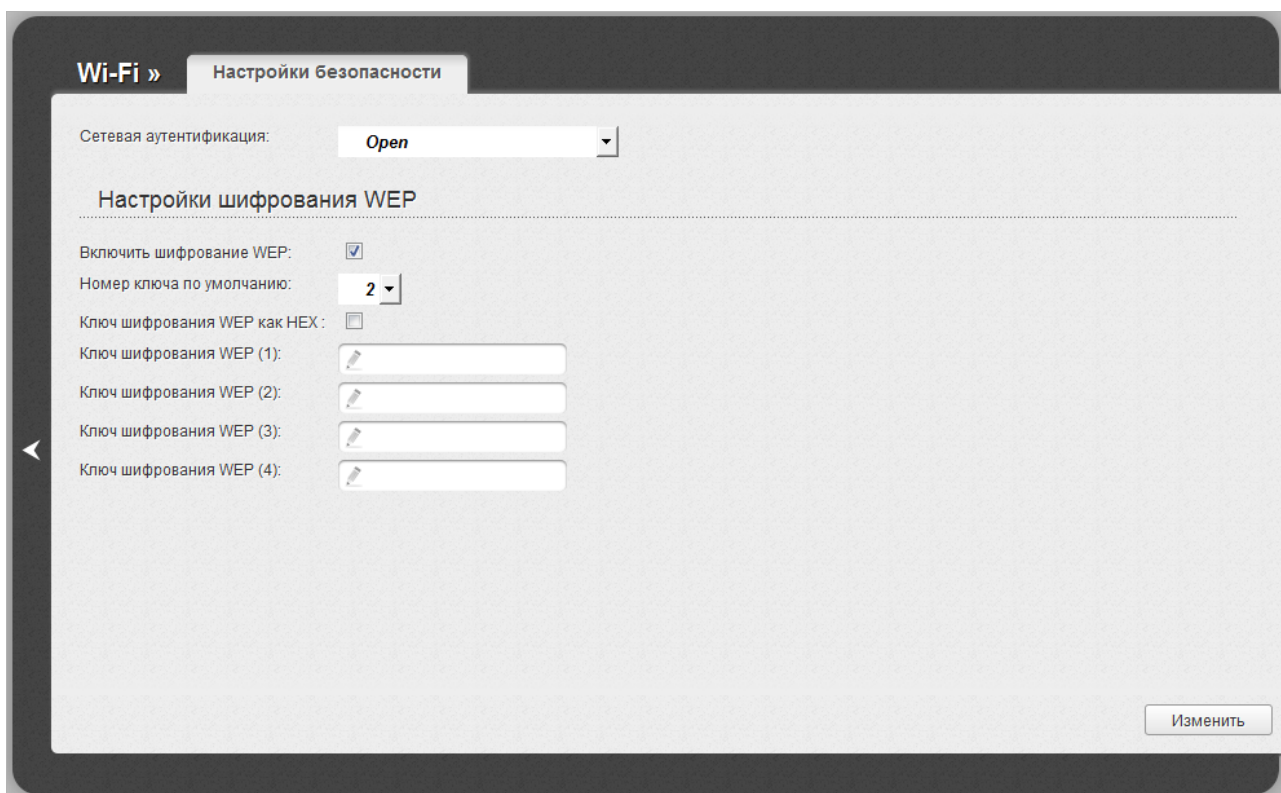 Wi-Fi » Настройки безопасности
Сетевая аутентификация: Open
Настройки шифрования WEP
Включить шифрование WEP:
Номер ключа по умолчанию: 2
Ключ шифрования WEP как HEX :
Ключ шифрования WEP (1):
Ключ шифрования WEP (2):
Ключ шифрования WEP (3):
Ключ шифрования WEP (4):
Изменить